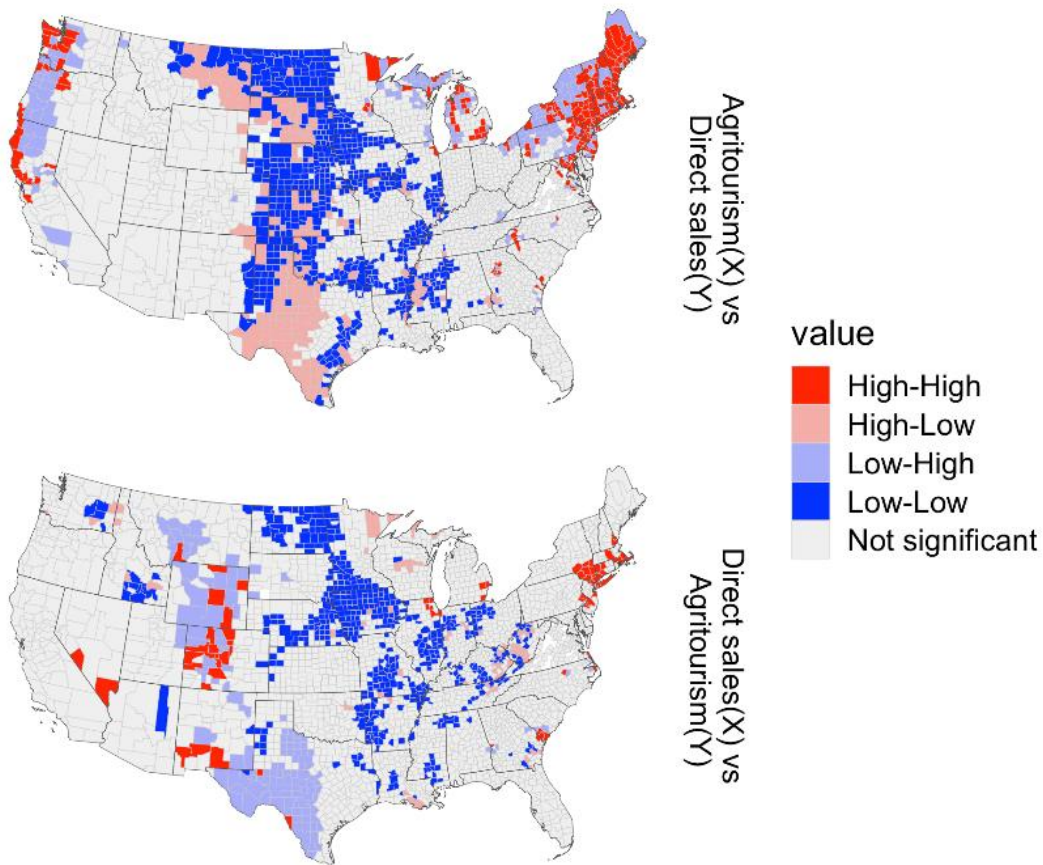 Agritourism(X) vs
Direct sales(Y)
value
High-High
High-Low
Low-High
Low-Low
Not significant
Direct sales(X) vs
Agritourism(Y)